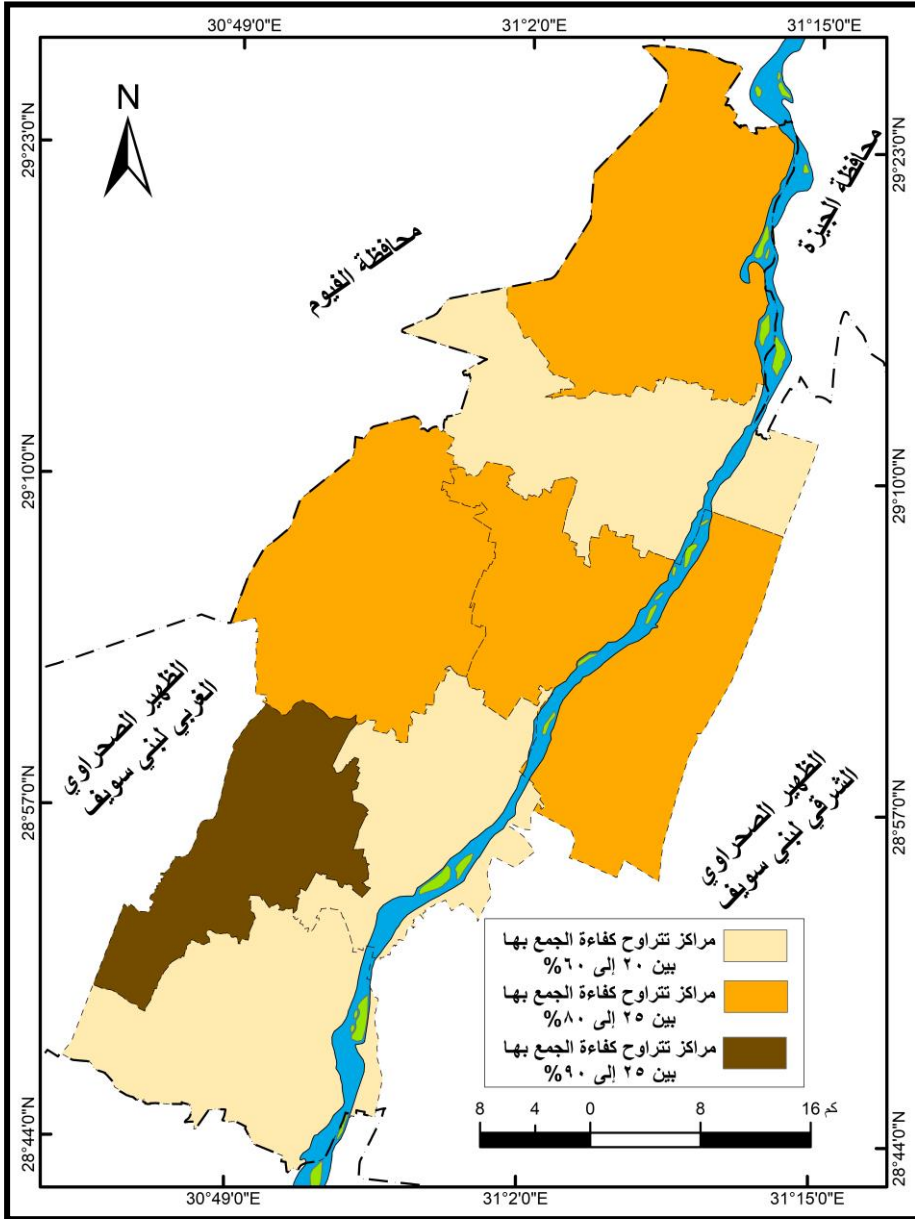 30°49'0"E
31°2'0"E
31°15'0"E
N
29°23'0"N
29°23'0"N
محافظة الجيزة
محافظة الفيوم
29°10'0"N
29°10'0"N
الظهير الصحراوي
الغربي لبني سويف
28°57'0"N
28°57'0"N
الظهير الصحراوي
الشرقي لبني سويف
مراكز تتراوح كفاءة الجمع بها
بين ٢٠ إلى ٦٠%
مراكز تتراوح كفاءة الجمع بها
بين ٢٥ إلى ٨٠%
مراكز تتراوح كفاءة الجمع بها
بين ٢٥ إلى ٩٠%
8 4 0 8 16 كم
28°44'0"N
28°44'0"N
30°49'0"E
31°2'0"E
31°15'0"E